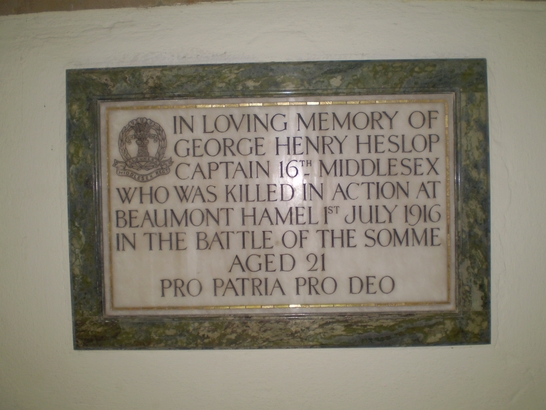 IN LOVING MEMORY OF
GEORGE HENRY HESLOP
CAPTAIN 16TH MIDDLESEX
WHO WAS KILLED IN ACTION AT
BEAUMONT HAMEL 1ST JULY 1916
IN THE BATTLE OF THE SOMME
AGED 21
PRO PATRIA PRO DEO